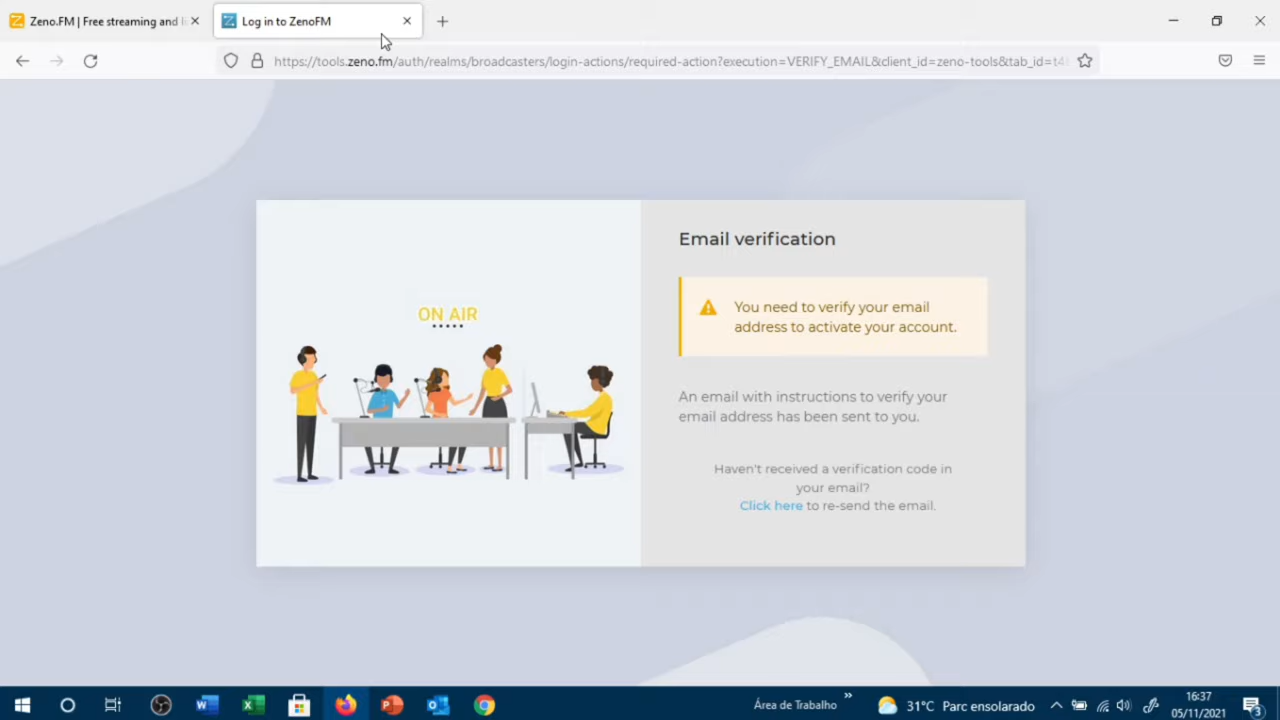 Zeno.FM | Free streaming and li
Log in to ZenoFM
https://tools.zeno.fm/auth/realms/broadcasters/login-actions/required-action?execution=VERIFY_EMAIL&client_id=zeno-tools&tab_id=t4
ON AIR
Email verification
You need to verify your email
address to activate your account.
An email with instructions to verify your
email address has been sent to you.
Haven't received a verification code in
your email?
Click here to re-send the email.
Área de Trabalho
31°C Parc ensolarado
16:37
05/11/2021
3